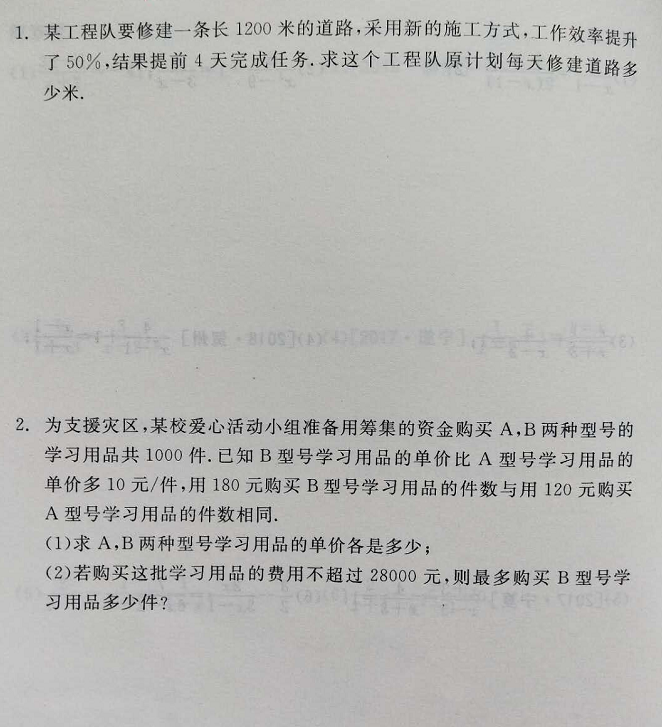 1. 某工程队要修建一条长 1200 米的道路,采用新的施工方式,工作效率提升
了 50%,结果提前 4 天完成任务. 求这个工程队原计划每天修建道路多
少米.
2. 为支援灾区,某校爱心活动小组准备用筹集的资金购买 A,B 两种型号的
学习用品共 1000 件. 已知 B 型号学习用品的单价比 A 型号学习用品的
单价多 10 元/件,用 180 元购买 B 型号学习用品的件数与用 120 元购买
A 型号学习用品的件数相同.
(1)求 A,B 两种型号学习用品的单价各是多少;
(2)若购买这批学习用品的费用不超过 28000 元,则最多购买 B 型号学
习用品多少件?